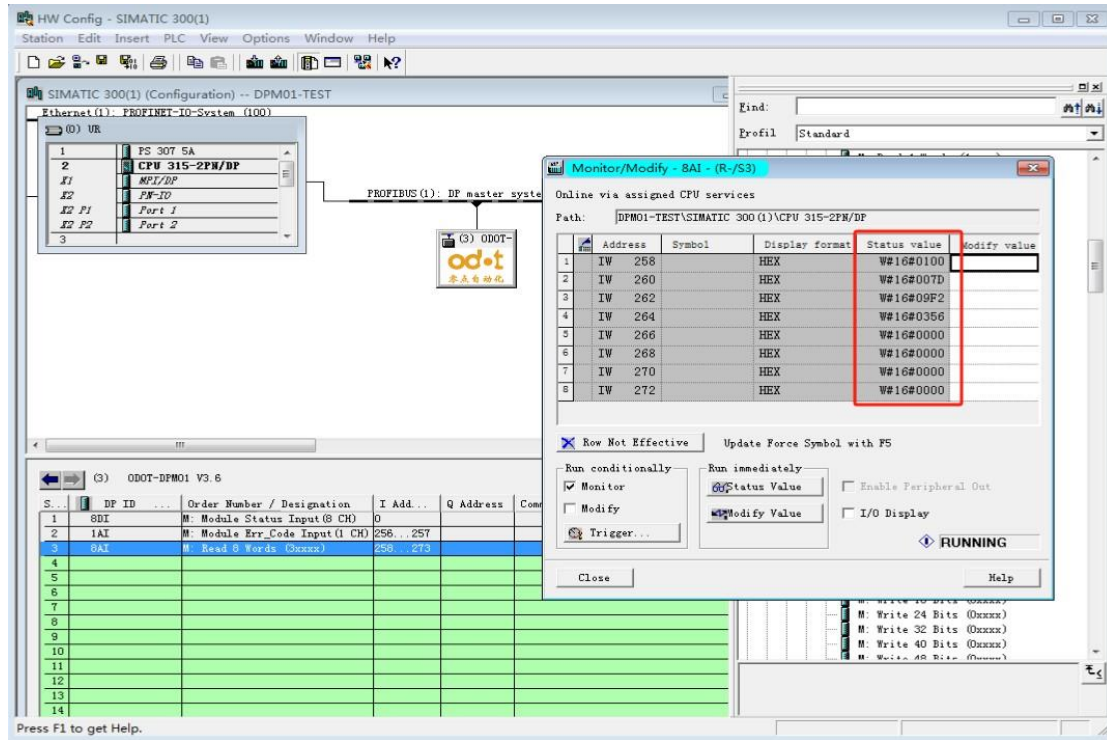 HW Config - SIMATIC 300(1)
Station Edit Insert PLC View Options Window Help
SIMATIC 300(1) (Configuration) -- DPM01-TEST
Ethernet(1): PROFINET-IO-System (100)
(0) UR
1 PS 307 5A
2 CPU 315-2PN/DP
X1 MPI/DP
X2 PN-IO
X2 P1 Port 1
X2 P2 Port 2
3
PROFIBUS(1): DP master syste
(3) ODOT-
odot
零点自动化
Find:
Profil Standard
Monitor/Modify - 8AI - (R-/S3)
Online via assigned CPU services
Path: DPM01-TEST\SIMATIC 300(1)\CPU 315-2PN/DP
Address Symbol Display format Status value Modify value
1 IW 258 HEX W#16#0100
2 IW 260 HEX W#16#007D
3 IW 262 HEX W#16#09F2
4 IW 264 HEX W#16#0356
5 IW 266 HEX W#16#0000
6 IW 268 HEX W#16#0000
7 IW 270 HEX W#16#0000
8 IW 272 HEX W#16#0000
Row Not Effective Update Force Symbol with F5
Run conditionally Run immediately
Monitor Status Value Enable Peripheral Out
Modify Modify Value I/O Display
Trigger...
RUNNING
Close Help
(3) ODOT-DPM01 V3.6
S... DP ID ... Order Number / Designation I Add... Q Address Comm
1 8DI M: Module Status Input(8 CH) 0
2 1AI M: Module Err_Code Input(1 CH) 256...257
3 8AI M: Read 8 Words (3xxxx) 258...273
4
5
6
7
8
9
10
11
12
13
14
M: Write 24 Bits (0xxxx)
M: Write 32 Bits (0xxxx)
M: Write 40 Bits (0xxxx)
Press F1 to get Help.